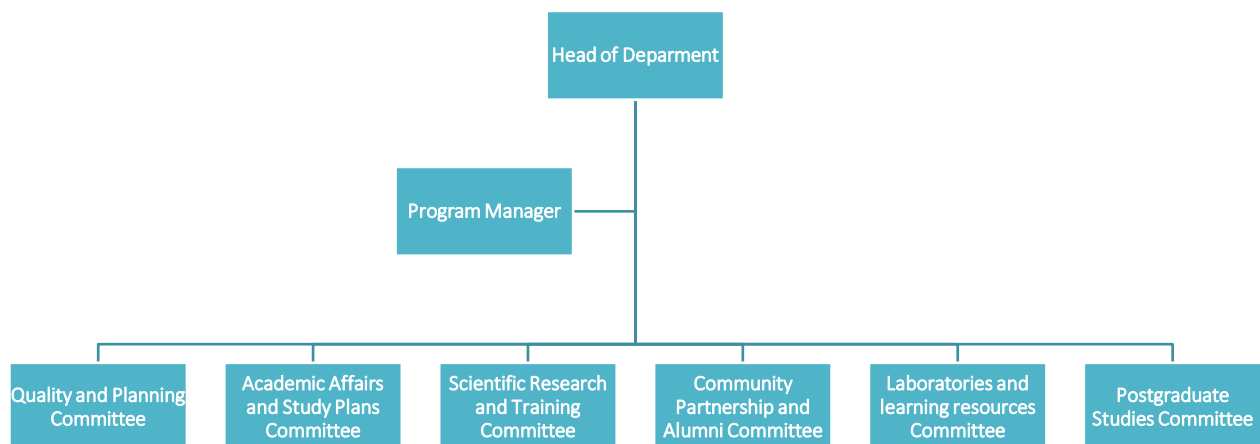 Head of Deparment
Program Manager
Quality and Planning
Committee
Academic Affairs
and Study Plans
Committee
Scientific Research
and Training
Committee
Community
Partnership and
Alumni Committee
Laboratories and
learning resources
Committee
Postgraduate
Studies Committee